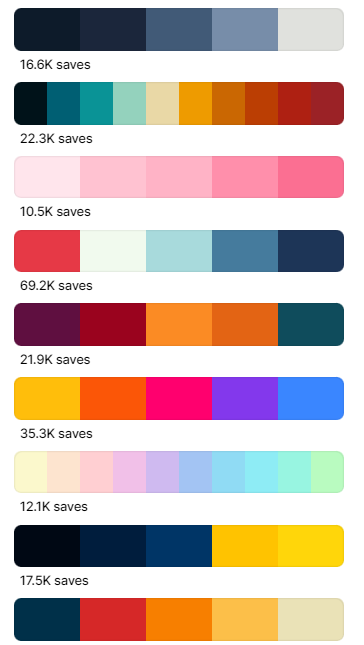 16.6K saves
22.3K saves
10.5K saves
69.2K saves
21.9K saves
35.3K saves
12.1K saves
17.5K saves